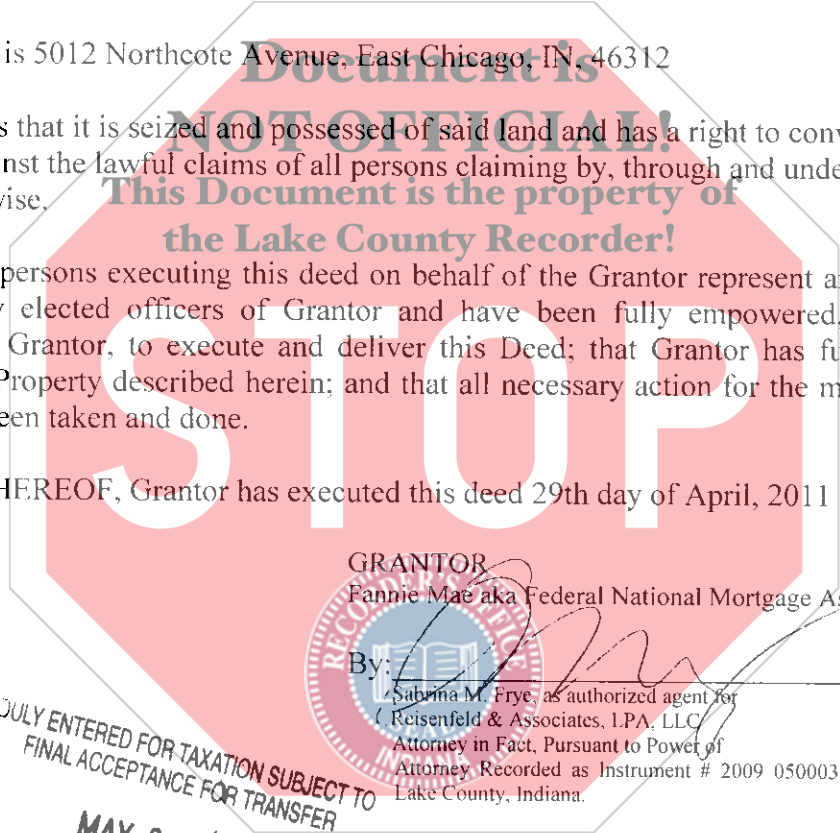 is 5012 Northcote Avenue, East Chicago, IN, 46312
Document is
NOT OFFICIAL!
s that it is seized and possessed of said land and has a right to conv
nst the lawful claims of all persons claiming by, through and unde
This Document is the property of
vise.
the Lake County Recorder!
persons executing this deed on behalf of the Grantor represent a
elected officers of Grantor and have been fully empowered,
Grantor, to execute and deliver this Deed; that Grantor has fu
Property described herein; and that all necessary action for the m
een taken and done.
STOP
HEREOF, Grantor has executed this deed 29th day of April, 2011
GRANTOR
Fannie Mae aka Federal National Mortgage As
RECORDER'S OFFICE
SEAL
INDIANA
By:
Sabrina M. Frye, as authorized agent for
Reisenfeld & Associates, LPA, LLC
Attorney in Fact, Pursuant to Power of
Attorney Recorded as Instrument # 2009 050003
Lake County, Indiana.
DULY ENTERED FOR TAXATION SUBJECT TO
FINAL ACCEPTANCE FOR TRANSFER
MAY